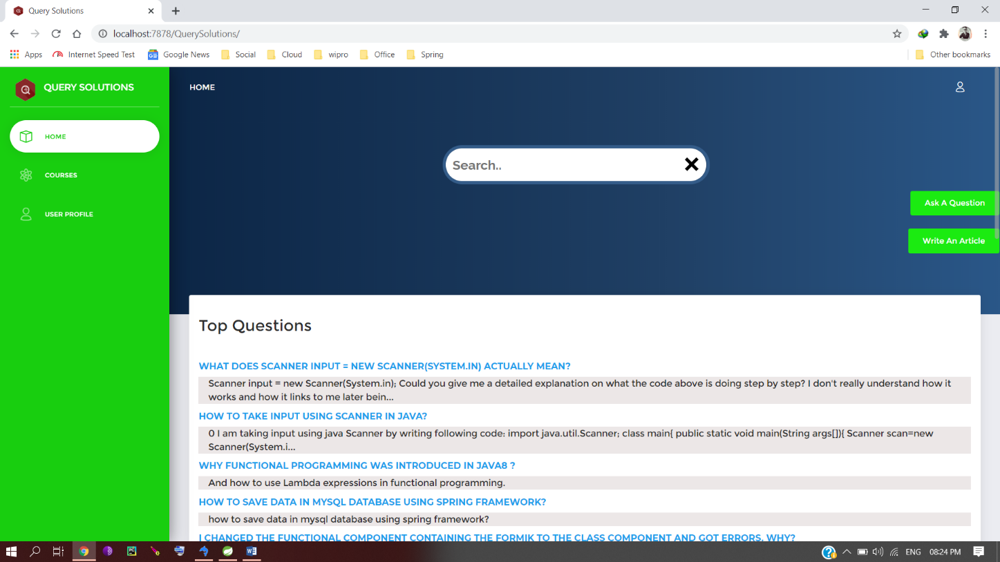 Query Solutions
localhost:7878/QuerySolutions/
Apps
Internet Speed Test
Google News
Social
Cloud
wipro
Office
Spring
Other bookmarks
QUERY SOLUTIONS
HOME
COURSES
USER PROFILE
HOME
Search..
Ask A Question
Write An Article
Top Questions
WHAT DOES SCANNER INPUT = NEW SCANNER(SYSTEM.IN) ACTUALLY MEAN?
Scanner input = new Scanner(System.in); Could you give me a detailed explanation on what the code above is doing step by step? I don't really understand how it
works and how it links to me later bein...
HOW TO TAKE INPUT USING SCANNER IN JAVA?
0 I am taking input using java Scanner by writing following code: import java.util.Scanner; class main{ public static void main(String args[]){ Scanner scan=new
Scanner(System.i...
WHY FUNCTIONAL PROGRAMMING WAS INTRODUCED IN JAVA8 ?
And how to use Lambda expressions in functional programming.
HOW TO SAVE DATA IN MYSQL DATABASE USING SPRING FRAMEWORK?
how to save data in mysql database using spring framework?
I CHANGED THE FUNCTIONAL COMPONENT CONTAINING THE FORMIK TO THE CLASS COMPONENT AND GOT ERRORS. WHY?
ENG
08:24 PM